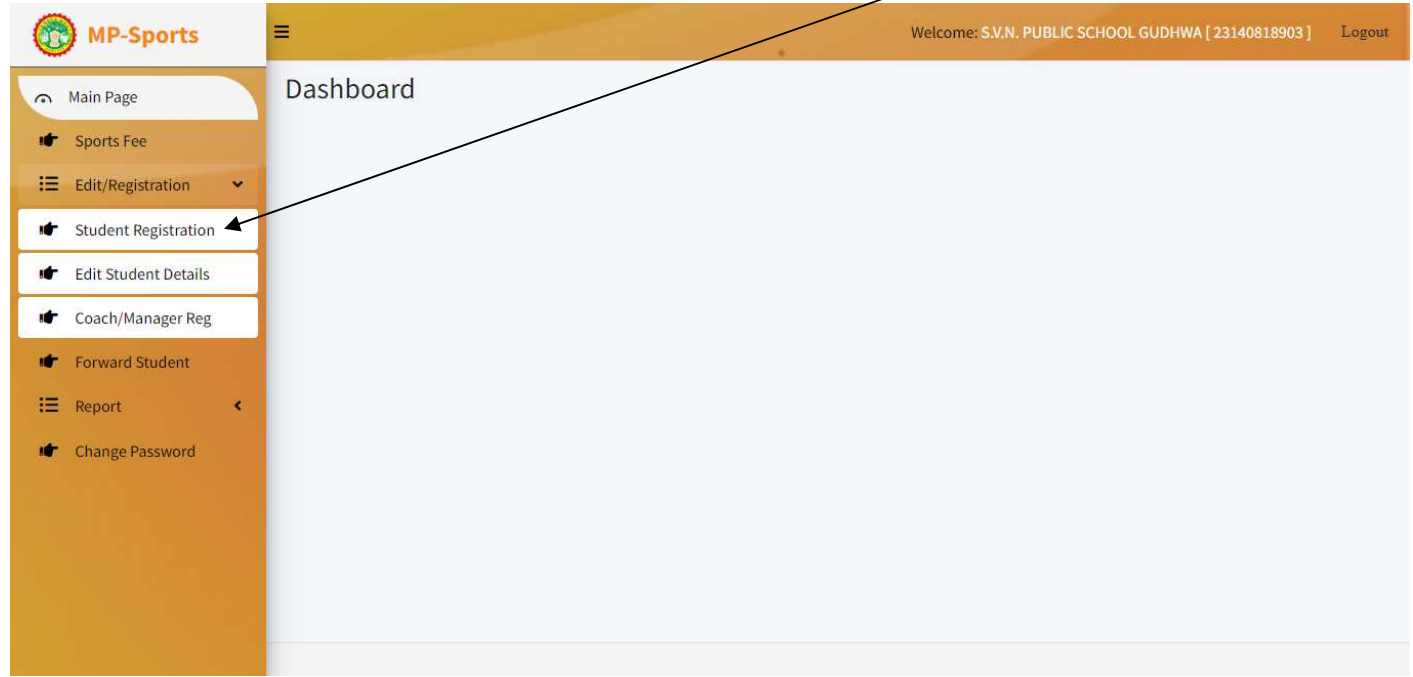 MP-Sports
Welcome: S.V.N. PUBLIC SCHOOL GUDHWA [ 23140818903 ] Logout
Main Page
Dashboard
Sports Fee
Edit/Registration
Student Registration
Edit Student Details
Coach/Manager Reg
Forward Student
Report
Change Password